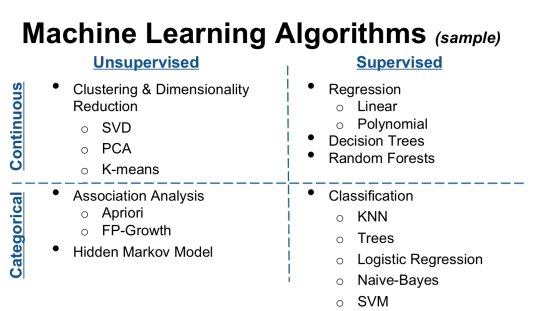 Machine Learning Algorithms (sample)
Unsupervised
Supervised
Continuous
• Clustering & Dimensionality
Reduction
o SVD
o PCA
o K-means
• Regression
o Linear
o Polynomial
• Decision Trees
• Random Forests
Categorical
• Association Analysis
o Apriori
o FP-Growth
• Hidden Markov Model
• Classification
o KNN
o Trees
o Logistic Regression
o Naive-Bayes
o SVM